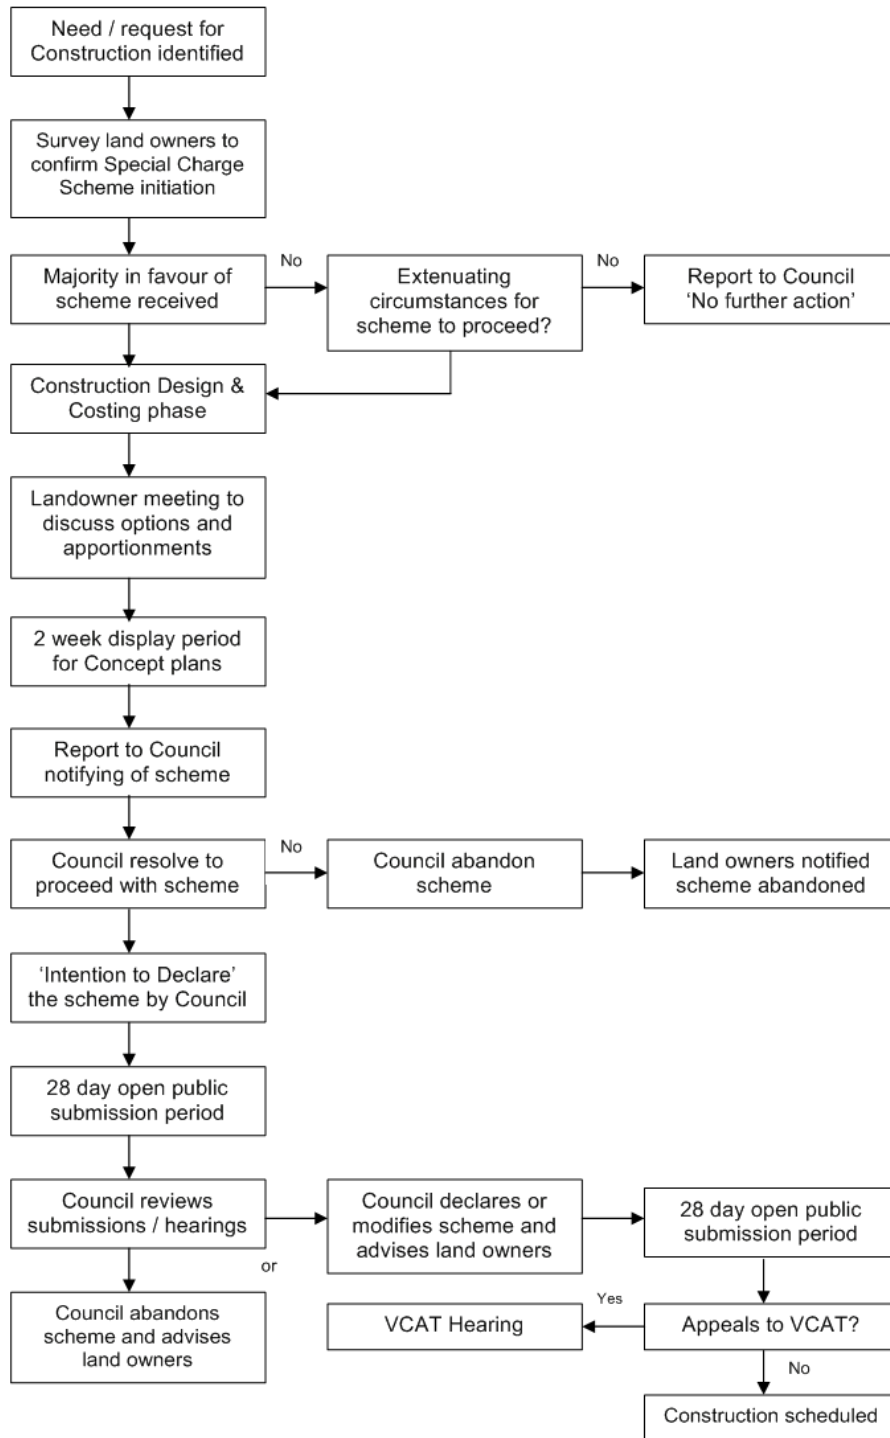 Need / request for
Construction identified
Survey land owners to
confirm Special Charge
Scheme initiation
Majority in favour of
scheme received
No
Extenuating
circumstances for
scheme to proceed?
No
Report to Council
‘No further action’
Construction Design &
Costing phase
Landowner meeting to
discuss options and
apportionments
2 week display period
for Concept plans
Report to Council
notifying of scheme
Council resolve to
proceed with scheme
No
Council abandon
scheme
Land owners notified
scheme abandoned
‘Intention to Declare’
the scheme by Council
28 day open public
submission period
Council reviews
submissions / hearings
or
Council declares or
modifies scheme and
advises land owners
28 day open public
submission period
Council abandons
scheme and advises
land owners
VCAT Hearing
Yes
Appeals to VCAT?
No
Construction scheduled